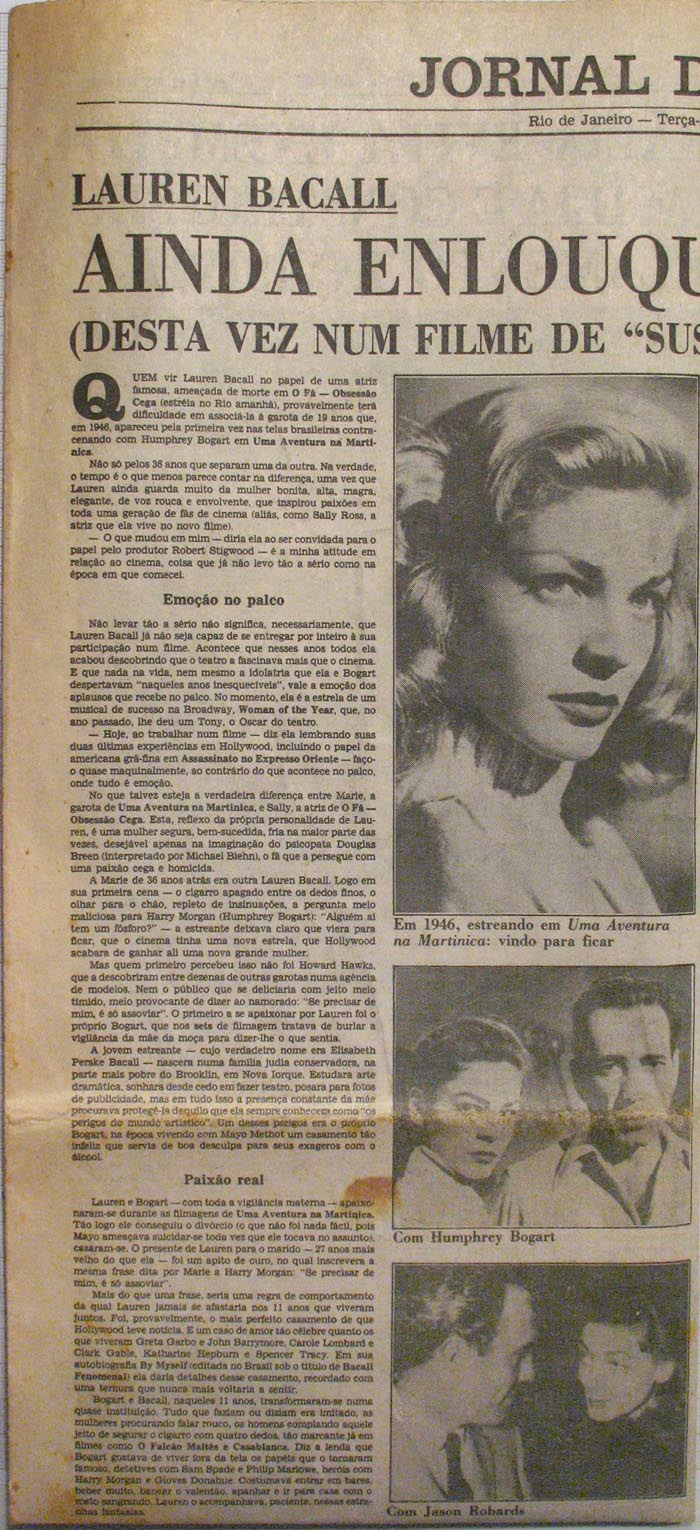 JORNAL D
Rio de Janeiro — Terça-
LAUREN BACALL
AINDA ENLOUQU
(DESTA VEZ NUM FILME DE “SUS
QUEM vir Lauren Bacall no papel de uma atriz
famosa, ameaçada de morte em O Fã — Obsessão
Cega (estréia no Rio amanhã), provavelmente terá
dificuldade em associá-la à garota de 19 anos que,
em 1946, apareceu pela primeira vez nas telas brasileiras contra-
cenando com Humphrey Bogart em Uma Aventura na Marti-
nica.
Não só pelos 36 anos que separam uma da outra. Na verdade,
o tempo é o que menos parece contar na diferença, uma vez que
Lauren ainda guarda muito da mulher bonita, alta, magra,
elegante, de voz rouca e envolvente, que inspirou paixões em
toda uma geração de fãs de cinema (aliás, como Sally Ross, a
atriz que ela vive no novo filme).
— O que mudou em mim — diria ela ao ser convidada para o
papel pelo produtor Robert Stigwood — é a minha atitude em
relação ao cinema, coisa que já não levo tão a sério como na
época em que comecei.
Emoção no palco
Não levar tão a sério não significa, necessariamente, que
Lauren Bacall já não seja capaz de se entregar por inteiro à sua
participação num filme. Acontece que nesses anos todos ela
acabou descobrindo que o teatro a fascinava mais que o cinema.
E que nada na vida, nem mesmo a idolatria que ela e Bogart
despertavam “naqueles anos inesquecíveis”, vale a emoção dos
aplausos que recebe no palco. No momento, ela é a estrela de um
musical de sucesso na Broadway, Woman of the Year, que, no
ano passado, lhe deu um Tony, o Oscar do teatro.
— Hoje, ao trabalhar num filme — diz ela lembrando suas
duas últimas experiências em Hollywood, incluindo o papel da
americana grã-fina em Assassinato no Expresso Oriente — faço-
o quase maquinalmente, ao contrário do que acontece no palco,
onde tudo é emoção.
No que talvez esteja a verdadeira diferença entre Marie, a
garota de Uma Aventura na Martinica, e Sally, a atriz de O Fã —
Obsessão Cega. Esta, reflexo da própria personalidade de Lau-
ren, é uma mulher segura, bem-sucedida, fria na maior parte das
vezes, desejável apenas na imaginação do psicopata Douglas
Breen (interpretado por Michael Biehn), o fã que a persegue com
uma paixão cega e homicida.
A Marie de 36 anos atrás era outra Lauren Bacall. Logo em
sua primeira cena — o cigarro apagado entre os dedos finos, o
olhar para o chão, repleto de insinuações, a pergunta meio
maliciosa para Harry Morgan (Humphrey Bogart): “Alguém aí
tem um fósforo?” — a estreante deixava claro que viera para
ficar, que o cinema tinha uma nova estrela, que Hollywood
acabara de ganhar ali uma nova grande mulher.
Mas quem primeiro percebeu isso não foi Howard Hawks,
que a descobriram entre dezenas de outras garotas numa agência
de modelos. Nem o público que se deliciaria com jeito meio
tímido, meio provocante de dizer ao namorado: “Se precisar de
mim, é só assoviar”. O primeiro a se apaixonar por Lauren foi o
próprio Bogart, que nos sets de filmagem tratava de burlar a
vigilância da mãe da moça para dizer-lhe o que sentia.
A jovem estreante — cujo verdadeiro nome era Elisabeth
Perske Bacall — nascera numa família judia conservadora, na
parte mais pobre do Brooklin, em Nova Iorque. Estudara arte
dramática, sonhara desde cedo em fazer teatro, posara para fotos
de publicidade, mas em tudo isso a presença constante da mãe
procurava protegê-la daquilo que ela sempre conhecera como “os
perigos do mundo artístico”. Um desses perigos era o próprio
Bogart, na época vivendo com Mayo Methot um casamento tão
infeliz que servia de boa desculpa para seus exageros com o
álcool.
Paixão real
Lauren e Bogart — com toda a vigilância materna — apaixo-
naram-se durante as filmagens de Uma Aventura na Martinica.
Tão logo ele conseguiu o divórcio (o que não foi nada fácil, pois
Mayo ameaçava suicidar-se toda vez que ele tocava no assunto),
casaram-se. O presente de Lauren para o marido — 27 anos mais
velho do que ela — foi um apito de ouro, no qual inscrevera a
mesma frase dita por Marie a Harry Morgan: “Se precisar de
mim, é só assoviar”.
Mais do que uma frase, seria uma regra de comportamento
da qual Lauren jamais se afastaria nos 11 anos que viveram
juntos. Foi, provavelmente, o mais perfeito casamento de que
Hollywood teve notícia. E um caso de amor tão célebre quanto os
que viveram Greta Garbo e John Barrymore, Carole Lombard e
Clark Gable, Katharine Hepburn e Spencer Tracy. Em sua
autobiografia By Myself (editada no Brasil sob o título de Bacall
Fenomenal) ela daria detalhes desse casamento, recordado com
uma ternura que nunca mais voltaria a sentir.
Bogart e Bacall, naqueles 11 anos, transformaram-se numa
quase instituição. Tudo que faziam ou diziam era imitado, as
mulheres procurando falar rouco, os homens compiando aquele
jeito de segurar o cigarro com quatro dedos, tão marcante já em
filmes como O Falcão Maltês e Casablanca. Diz a lenda que
Bogart gostava de viver fora da tela os papéis que o tornaram
famoso, detetives com Sam Spade e Philip Marlowe, heróis com
Harry Morgan e Gloves Donahue. Costumava entrar em bares,
beber muito, bancar o valentão, apanhar e ir para casa com o
rosto sangrando. Lauren o acompanhava, paciente, nessas estra-
nhas fantasias.
Em 1946, estreando em Uma Aventura
na Martinica: vindo para ficar
Com Humphrey Bogart
Com Jason Robards